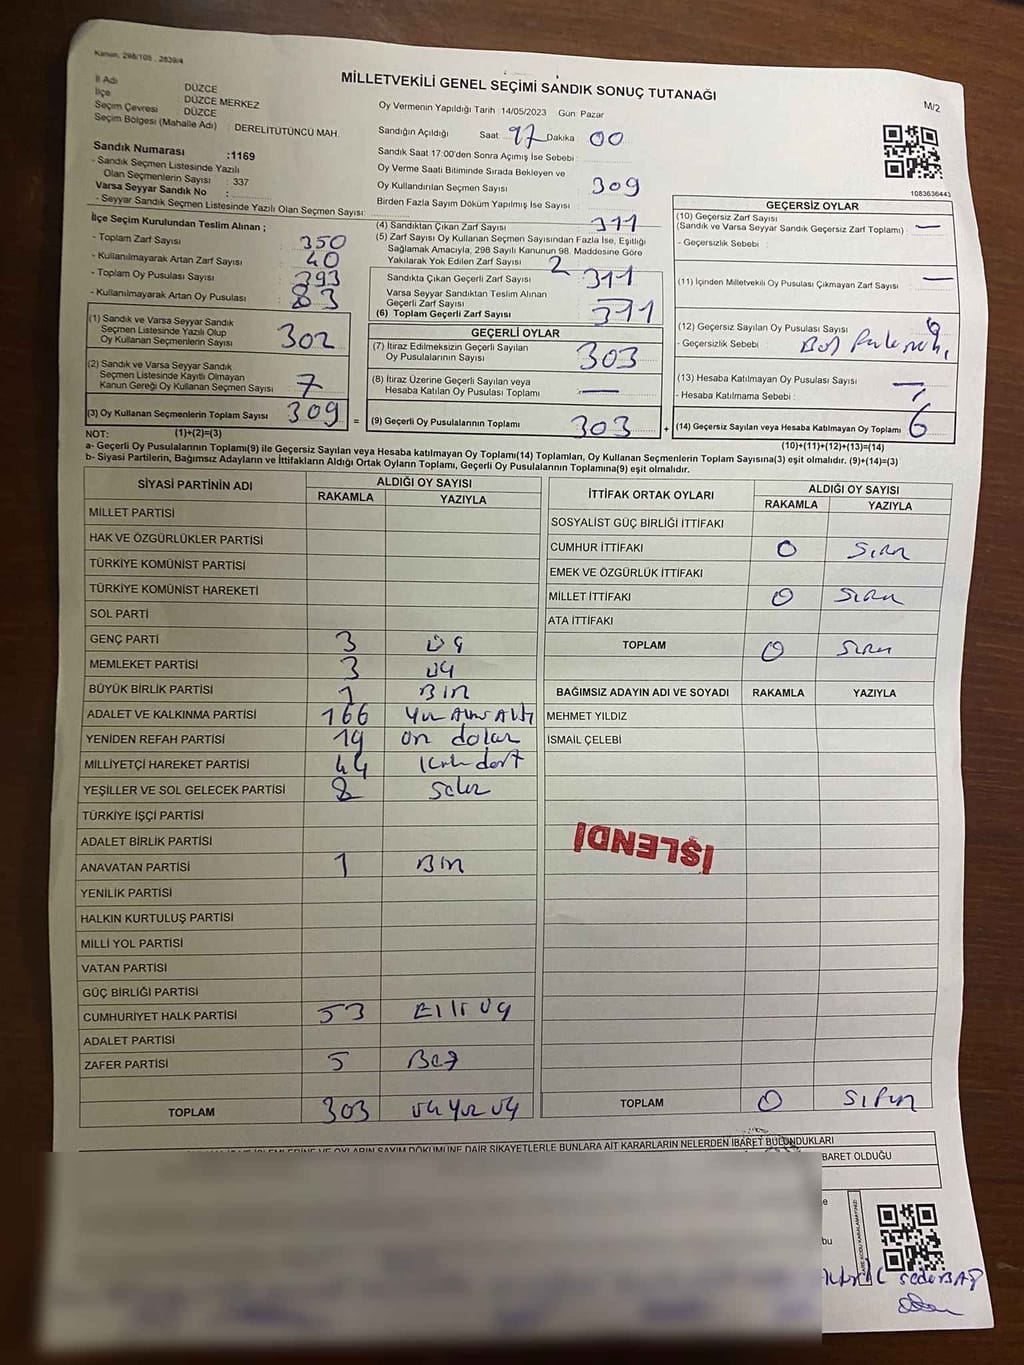 Kanun, 298/105 , 2839/4
MİLLETVEKİLİ GENEL SEÇİMİ SANDIK SONUÇ TUTANAĞI
M/2
İl Adı DÜZCE
İlçe DÜZCE MERKEZ
Seçim Çevresi DÜZCE
Seçim Bölgesi (Mahalle Adı) : DERELİTÜTÜNCÜ MAH.
Sandık Numarası :1169
- Sandık Seçmen Listesinde Yazılı
Olan Seçmenlerin Sayısı : 337
Varsa Seyyar Sandık No :
- Seyyar Sandık Seçmen Listesinde Yazılı Olan Seçmen Sayısı:
Oy Vermenin Yapıldığı Tarih :14/05/2023 Gün: Pazar
Sandığın Açıldığı Saat: 17 Dakika 00
Sandık Saat 17:00'den Sonra Açımış İse Sebebi :
Oy Verme Saati Bitiminde Sırada Bekleyen ve
Oy Kullandırılan Seçmen Sayısı : 309
Birden Fazla Sayım Döküm Yapılmış İse Sayısı :
1083636443
İlçe Seçim Kurulundan Teslim Alınan ;
- Toplam Zarf Sayısı : 350
- Kullanılmayarak Artan Zarf Sayısı : 40
- Toplam Oy Pusulası Sayısı : 393
- Kullanılmayarak Artan Oy Pusulası : 83
(1) Sandık ve Varsa Seyyar Sandık
Seçmen Listesinde Yazılı Olup
Oy Kullanan Seçmenlerin Sayısı : 302
(2) Sandık ve Varsa Seyyar Sandık
Seçmen Listesinde Kayıtlı Olmayan
Kanun Gereği Oy Kullanan Seçmen Sayısı : 7
(3) Oy Kullanan Seçmenlerin Toplam Sayısı : 309
(1)+(2)=(3)
(4) Sandıktan Çıkan Zarf Sayısı : 311
(5) Zarf Sayısı Oy Kullanan Seçmen Sayısından Fazla İse, Eşitliği
Sağlamak Amacıyla, 298 Sayılı Kanunun 98. Maddesine Göre
Yakılarak Yok Edilen Zarf Sayısı : 2
Sandıkta Çıkan Geçerli Zarf Sayısı : 311
Varsa Seyyar Sandıktan Teslim Alınan
Geçerli Zarf Sayısı : —
(6) Toplam Geçerli Zarf Sayısı : 311
GEÇERLİ OYLAR
(7) İtiraz Edilmeksizin Geçerli Sayılan
Oy Pusulalarının Sayısı : 303
(8) İtiraz Üzerine Geçerli Sayılan veya
Hesaba Katılan Oy Pusulası Toplamı : —
= (9) Geçerli Oy Pusulalarının Toplamı : 303 +
GEÇERSİZ OYLAR
(10) Geçersiz Zarf Sayısı
(Sandık ve Varsa Seyyar Sandık Geçersiz Zarf Toplamı) : —
- Geçersizlik Sebebi :
(11) İçinden Milletvekili Oy Pusulası Çıkmayan Zarf Sayısı : —
(12) Geçersiz Sayılan Oy Pusulası Sayısı : 6
- Geçersizlik Sebebi :
(13) Hesaba Katılmayan Oy Pusulası Sayısı : —
- Hesaba Katılmama Sebebi :
(14) Geçersiz Sayılan veya Hesaba Katılmayan Oy Toplamı : 6
(10)+(11)+(12)+(13)=(14)
NOT:
a- Geçerli Oy Pusulalarının Toplamı(9) ile Geçersiz Sayılan veya Hesaba katılmayan Oy Toplamı(14) Toplamları, Oy Kullanan Seçmenlerin Toplam Sayısına(3) eşit olmalıdır. (9)+(14)=(3)
b- Siyasi Partilerin, Bağımsız Adayların ve İttifakların Aldığı Ortak Oyların Toplamı, Geçerli Oy Pusulalarının Toplamına(9) eşit olmalıdır.
SİYASİ PARTİNİN ADI ALDIĞI OY SAYISI
RAKAMLA YAZIYLA
MİLLET PARTİSİ
HAK VE ÖZGÜRLÜKLER PARTİSİ
TÜRKİYE KOMÜNİST PARTİSİ
TÜRKİYE KOMÜNİST HAREKETİ
SOL PARTİ
GENÇ PARTİ 3 üç
MEMLEKET PARTİSİ 3 üç
BÜYÜK BİRLİK PARTİSİ 1 Bir
ADALET VE KALKINMA PARTİSİ 166 Yüz Altmış Altı
YENİDEN REFAH PARTİSİ 19 on dokuz
MİLLİYETÇİ HAREKET PARTİSİ 44 Kırk dört
YEŞİLLER VE SOL GELECEK PARTİSİ 8 Sekiz
TÜRKİYE İŞÇİ PARTİSİ
ADALET BİRLİK PARTİSİ
ANAVATAN PARTİSİ 1 Bir
YENİLİK PARTİSİ
HALKIN KURTULUŞ PARTİSİ
MİLLİ YOL PARTİSİ
VATAN PARTİSİ
GÜÇ BİRLİĞİ PARTİSİ
CUMHURİYET HALK PARTİSİ 53 Elli üç
ADALET PARTİSİ
ZAFER PARTİSİ 5 Beş
TOPLAM 303 üç yüz üç
İTTİFAK ORTAK OYLARI ALDIĞI OY SAYISI
RAKAMLA YAZIYLA
SOSYALİST GÜÇ BİRLİĞİ İTTİFAKI
CUMHUR İTTİFAKI 0 Sıfır
EMEK VE ÖZGÜRLÜK İTTİFAKI
MİLLET İTTİFAKI 0 Sıfır
ATA İTTİFAKI
TOPLAM 0 Sıfır
BAĞIMSIZ ADAYIN ADI VE SOYADI RAKAMLA YAZIYLA
MEHMET YILDIZ
İSMAİL ÇELEBİ
İŞLENDİ
TOPLAM 0 Sıfır
OYLARIN SAYIM DÖKÜMÜNE DAİR ŞİKAYETLERLE BUNLARA AİT KARARLARIN NELERDEN İBARET BULUNDUKLARI
BARET OLDUĞU